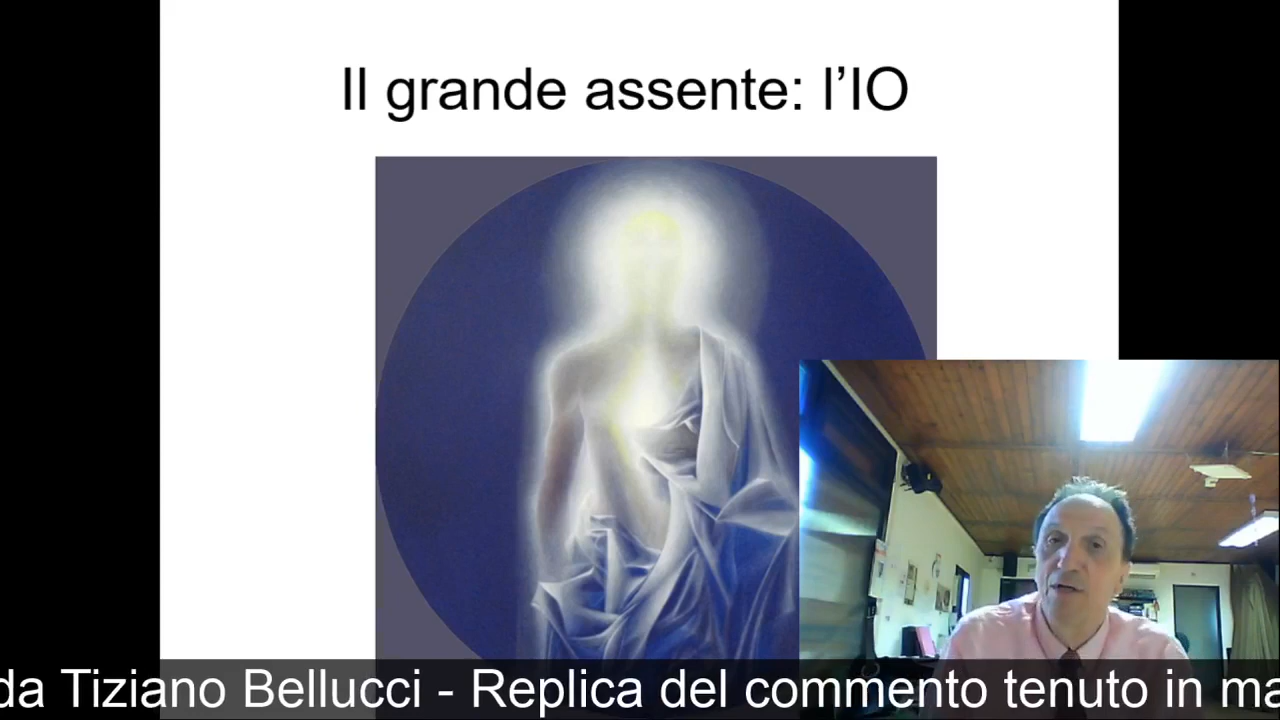 Il grande assente: l’IO
da Tiziano Bellucci - Replica del commento tenuto in ma